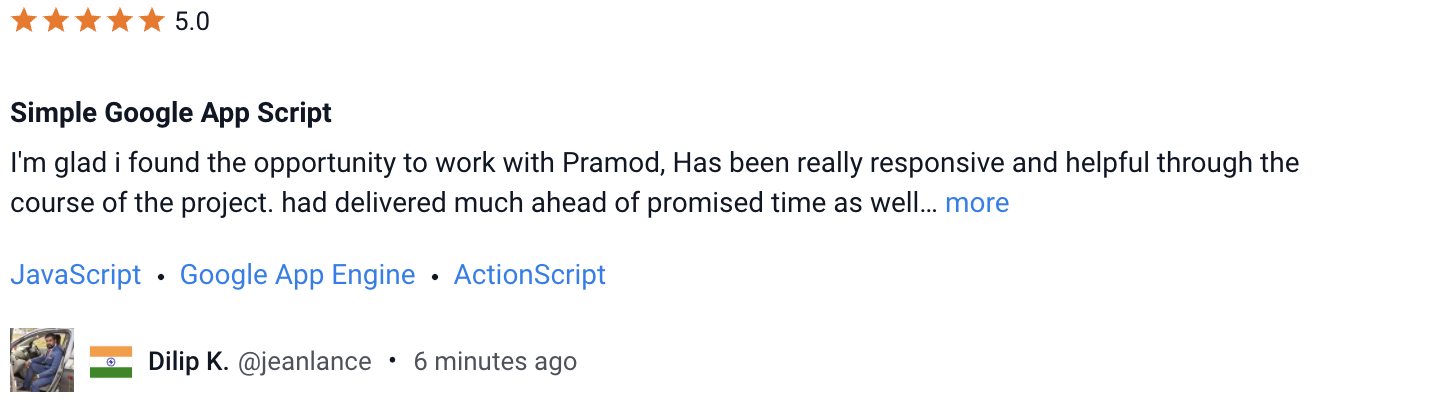 5.0
Simple Google App Script
I'm glad i found the opportunity to work with Pramod, Has been really responsive and helpful through the
course of the project. had delivered much ahead of promised time as well... more
JavaScript • Google App Engine • ActionScript
Dilip K. @jeanlance • 6 minutes ago